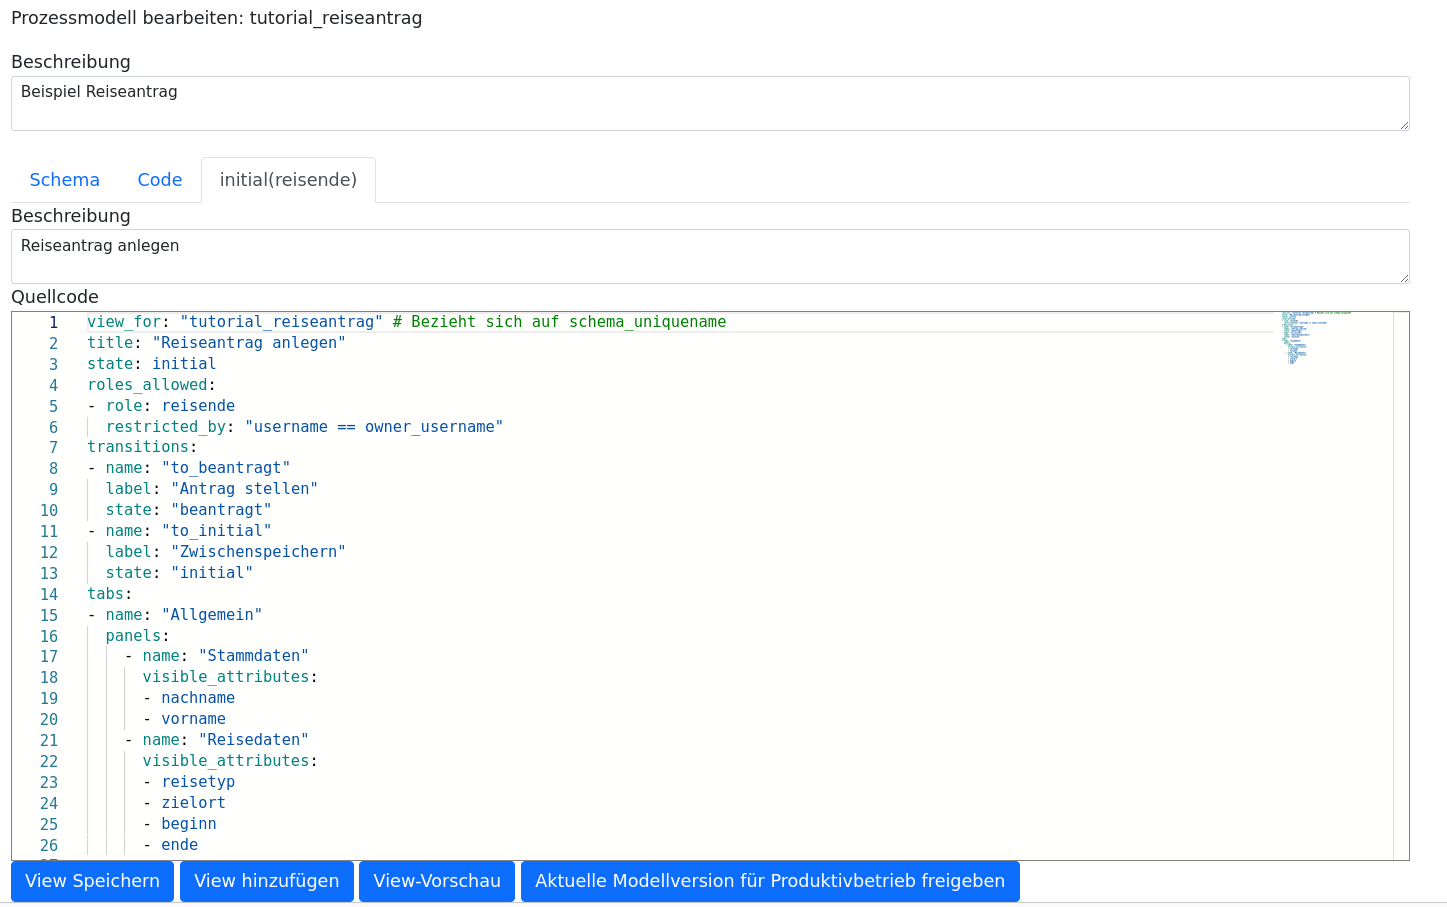 Prozessmodell bearbeiten: tutorial_reiseantrag
Beschreibung
Beispiel Reiseantrag
Schema Code initial(reisende)
Beschreibung
Reiseantrag anlegen
Quellcode
1 view_for: "tutorial_reiseantrag" # Bezieht sich auf schema_uniquename
2 title: "Reiseantrag anlegen"
3 state: initial
4 roles_allowed:
5 - role: reisende
6   restricted_by: "username == owner_username"
7 transitions:
8 - name: "to_beantragt"
9   label: "Antrag stellen"
10   state: "beantragt"
11 - name: "to_initial"
12   label: "Zwischenspeichern"
13   state: "initial"
14 tabs:
15 - name: "Allgemein"
16   panels:
17     - name: "Stammdaten"
18       visible_attributes:
19       - nachname
20       - vorname
21     - name: "Reisedaten"
22       visible_attributes:
23       - reisetyp
24       - zielort
25       - beginn
26       - ende
View Speichern View hinzufügen View-Vorschau Aktuelle Modellversion für Produktivbetrieb freigeben